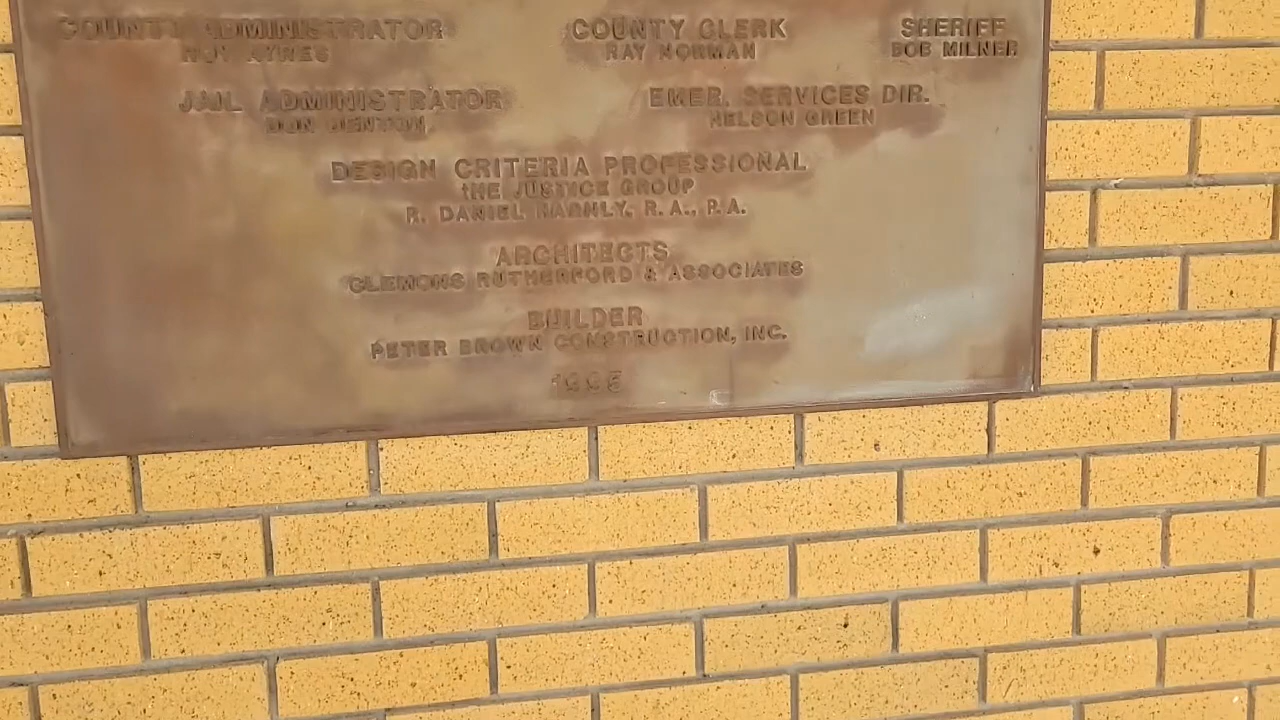 COUNTY ADMINISTRATOR COUNTY CLERK SHERIFF
ROY AYRES RAY NORMAN BOB MILNER
JAIL ADMINISTRATOR EMER. SERVICES DIR.
DON DENTON NELSON GREEN
DESIGN CRITERIA PROFESSIONAL
THE JUSTICE GROUP
R. DANIEL HARNLY, R.A., P.A.
ARCHITECTS
CLEMONS RUTHERFORD & ASSOCIATES
BUILDER
PETER BROWN CONSTRUCTION, INC.
1995